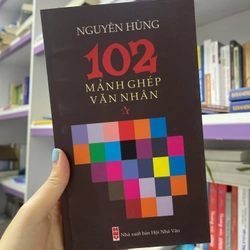 NGUYỄN HÙNG
102
MẢNH GHÉP
VĂN NHÂN
Nhà xuất bản Hội Nhà Văn